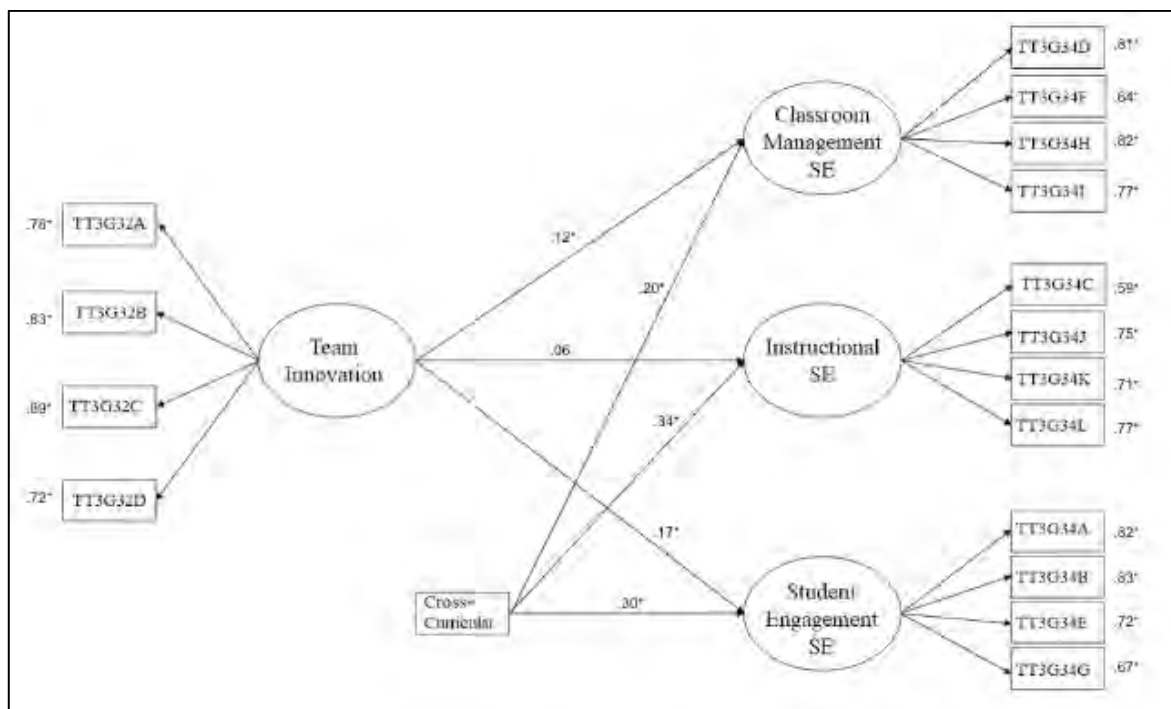 TT3G32A
.78*
TT3G32B
.83*
TT3G32C
.89*
TT3G32D
.72*
Team
Innovation
Cross-
Curricular
.12*
.20*
.06
.34*
.17*
.30*
Classroom
Management
SE
TT3G34D
.81*
TT3G34F
.64*
TT3G34H
.82*
TT3G34I
.77*
Instructional
SE
TT3G34C
.59*
TT3G34J
.75*
TT3G34K
.71*
TT3G34L
.77*
Student
Engagement
SE
TT3G34A
.82*
TT3G34B
.83*
TT3G34E
.72*
TT3G34G
.67*